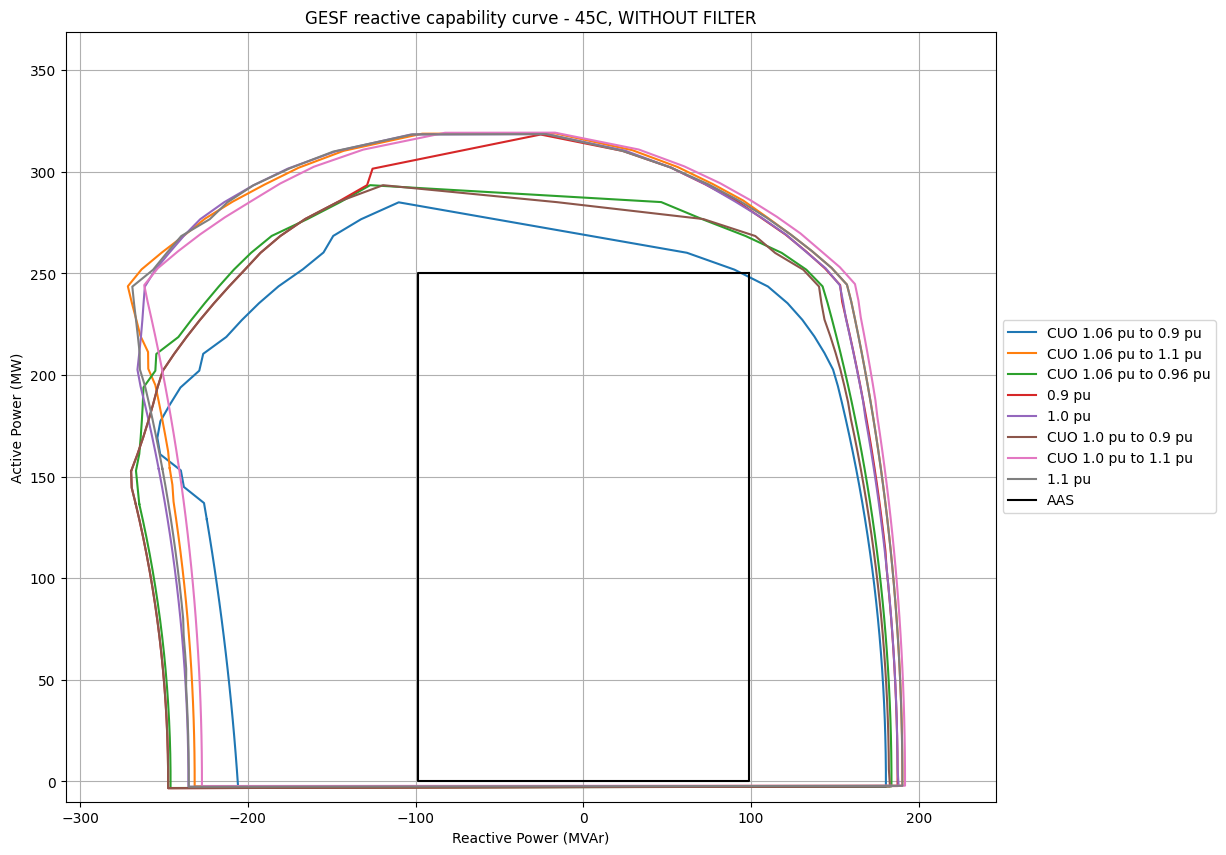 GESF reactive capability curve - 45C, WITHOUT FILTER
Active Power (MW)
350
300
250
200
150
100
50
0
−300
−200
−100
0
100
200
Reactive Power (MVAr)
CUO 1.06 pu to 0.9 pu
CUO 1.06 pu to 1.1 pu
CUO 1.06 pu to 0.96 pu
0.9 pu
1.0 pu
CUO 1.0 pu to 0.9 pu
CUO 1.0 pu to 1.1 pu
1.1 pu
AAS